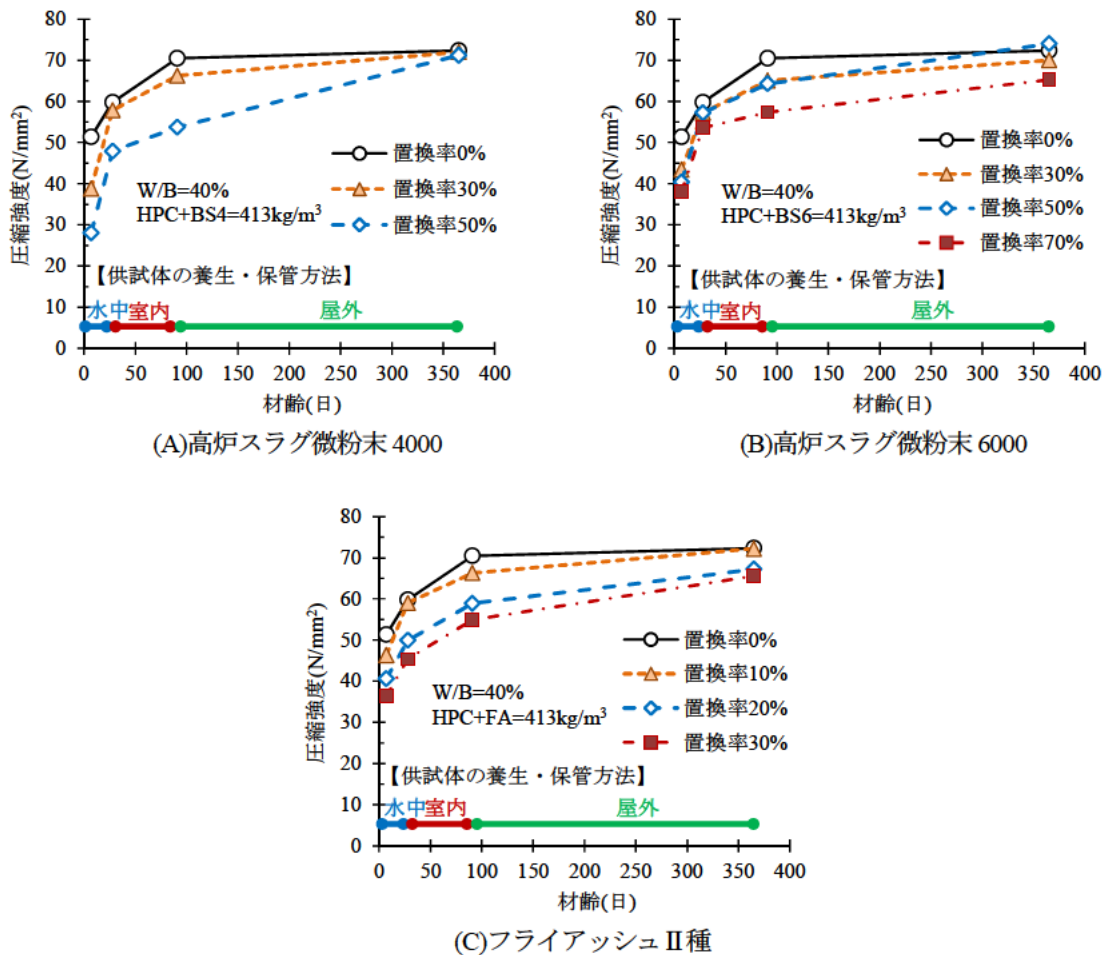 80
70
60
50
40
30
20
10
0
圧縮強度(N/mm²)
置換率0%
置換率30%
置換率50%
W/B=40%
HPC+BS4=413kg/m³
【供試体の養生・保管方法】
水中 室内 屋外
0 50 100 150 200 250 300 350 400
材齢(日)
(A)高炉スラグ微粉末 4000
80
70
60
50
40
30
20
10
0
圧縮強度(N/mm²)
置換率0%
置換率30%
置換率50%
置換率70%
W/B=40%
HPC+BS6=413kg/m³
【供試体の養生・保管方法】
水中 室内 屋外
0 50 100 150 200 250 300 350 400
材齢(日)
(B)高炉スラグ微粉末 6000
80
70
60
50
40
30
20
10
0
圧縮強度(N/mm²)
置換率0%
置換率10%
置換率20%
置換率30%
W/B=40%
HPC+FA=413kg/m³
【供試体の養生・保管方法】
水中 室内 屋外
0 50 100 150 200 250 300 350 400
材齢(日)
(C)フライアッシュⅡ種